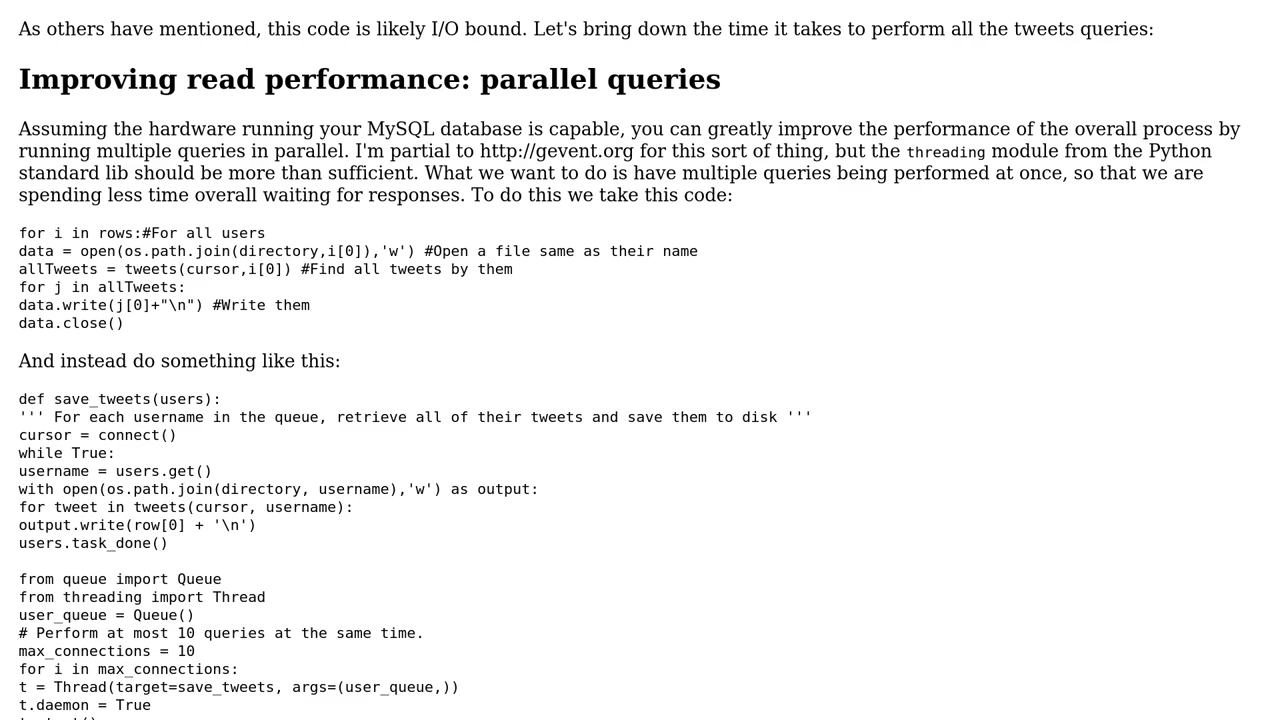 As others have mentioned, this code is likely I/O bound. Let's bring down the time it takes to perform all the tweets queries:
Improving read performance: parallel queries
Assuming the hardware running your MySQL database is capable, you can greatly improve the performance of the overall process by
running multiple queries in parallel. I'm partial to http://gevent.org for this sort of thing, but the threading module from the Python
standard lib should be more than sufficient. What we want to do is have multiple queries being performed at once, so that we are
spending less time overall waiting for responses. To do this we take this code:
for i in rows:#For all users
data = open(os.path.join(directory,i[0]),'w') #Open a file same as their name
allTweets = tweets(cursor,i[0]) #Find all tweets by them
for j in allTweets:
data.write(j[0]+"\n") #Write them
data.close()
And instead do something like this:
def save_tweets(users):
''' For each username in the queue, retrieve all of their tweets and save them to disk '''
cursor = connect()
while True:
username = users.get()
with open(os.path.join(directory, username),'w') as output:
for tweet in tweets(cursor, username):
output.write(row[0] + '\n')
users.task_done()
from queue import Queue
from threading import Thread
user_queue = Queue()
# Perform at most 10 queries at the same time.
max_connections = 10
for i in max_connections:
t = Thread(target=save_tweets, args=(user_queue,))
t.daemon = True